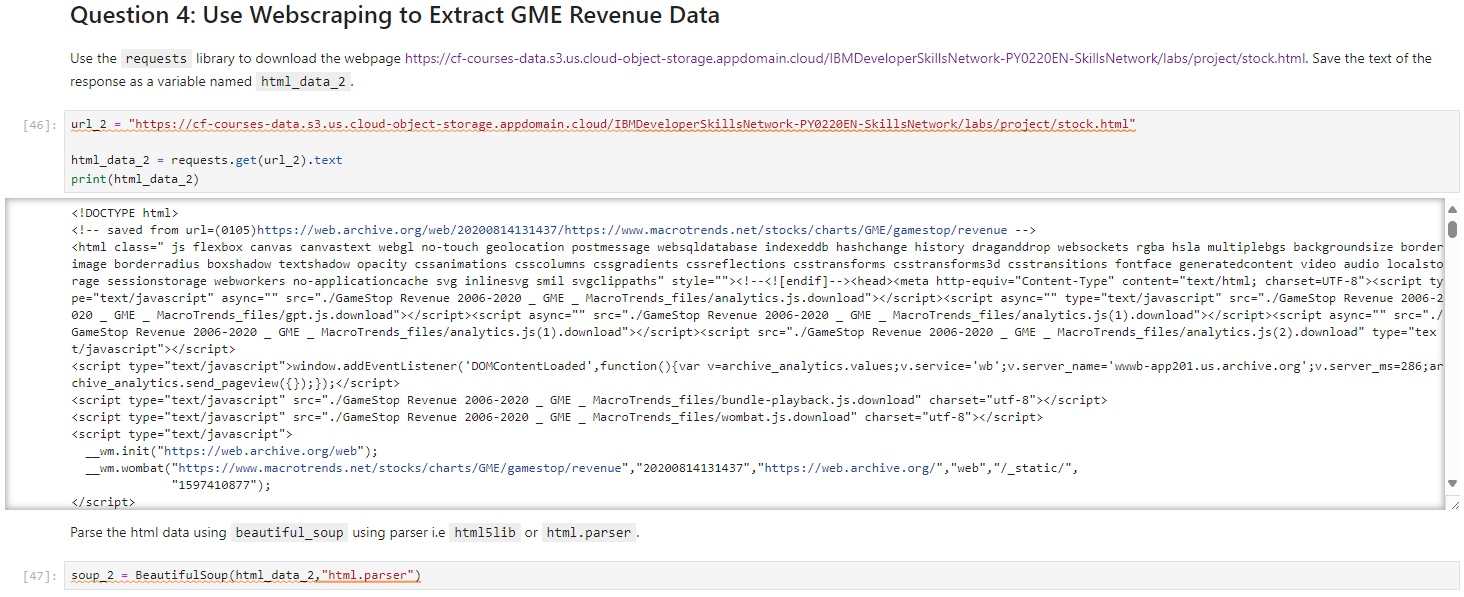 Question 4: Use Webscraping to Extract GME Revenue Data
Use the requests library to download the webpage https://cf-courses-data.s3.us.cloud-object-storage.appdomain.cloud/IBMDeveloperSkillsNetwork-PY0220EN-SkillsNetwork/labs/project/stock.html. Save the text of the
response as a variable named html_data_2.
[46]: url_2 = "https://cf-courses-data.s3.us.cloud-object-storage.appdomain.cloud/IBMDeveloperSkillsNetwork-PY0220EN-SkillsNetwork/labs/project/stock.html"
html_data_2 = requests.get(url_2).text
print(html_data_2)
<!DOCTYPE html>
<!-- saved from url=(0105)https://web.archive.org/web/20200814131437/https://www.macrotrends.net/stocks/charts/GME/gamestop/revenue -->
<html class=" js flexbox canvas canvastext webgl no-touch geolocation postmessage websqldatabase indexeddb hashchange history draganddrop websockets rgba hsla multiplebgs backgroundsize border
image borderradius boxshadow textshadow opacity cssanimations csscolumns cssgradients cssreflections csstransforms csstransforms3d csstransitions fontface generatedcontent video audio localsto
rage sessionstorage webworkers no-applicationcache svg inlinesvg smil svgclippaths" style=""><!--<![endif]--><head><meta http-equiv="Content-Type" content="text/html; charset=UTF-8"><script ty
pe="text/javascript" async="" src="./GameStop Revenue 2006-2020 _ GME _ MacroTrends_files/analytics.js.download"></script><script async="" type="text/javascript" src="./GameStop Revenue 2006-2
020 _ GME _ MacroTrends_files/gpt.js.download"></script><script async="" src="./GameStop Revenue 2006-2020 _ GME _ MacroTrends_files/analytics.js(1).download"></script><script async="" src="./
GameStop Revenue 2006-2020 _ GME _ MacroTrends_files/analytics.js(1).download"></script><script src="./GameStop Revenue 2006-2020 _ GME _ MacroTrends_files/analytics.js(2).download" type="tex
t/javascript"></script>
<script type="text/javascript">window.addEventListener('DOMContentLoaded',function(){var v=archive_analytics.values;v.service='wb';v.server_name='wwwb-app201.us.archive.org';v.server_ms=286;ar
chive_analytics.send_pageview({});});</script>
<script type="text/javascript" src="./GameStop Revenue 2006-2020 _ GME _ MacroTrends_files/bundle-playback.js.download" charset="utf-8"></script>
<script type="text/javascript" src="./GameStop Revenue 2006-2020 _ GME _ MacroTrends_files/wombat.js.download" charset="utf-8"></script>
<script type="text/javascript">
__wm.init("https://web.archive.org/web");
__wm.wombat("https://www.macrotrends.net/stocks/charts/GME/gamestop/revenue","20200814131437","https://web.archive.org/","web","/_static/",
"1597410877");
</script>
Parse the html data using beautiful_soup using parser i.e html5lib or html.parser.
[47]: soup_2 = BeautifulSoup(html_data_2,"html.parser")